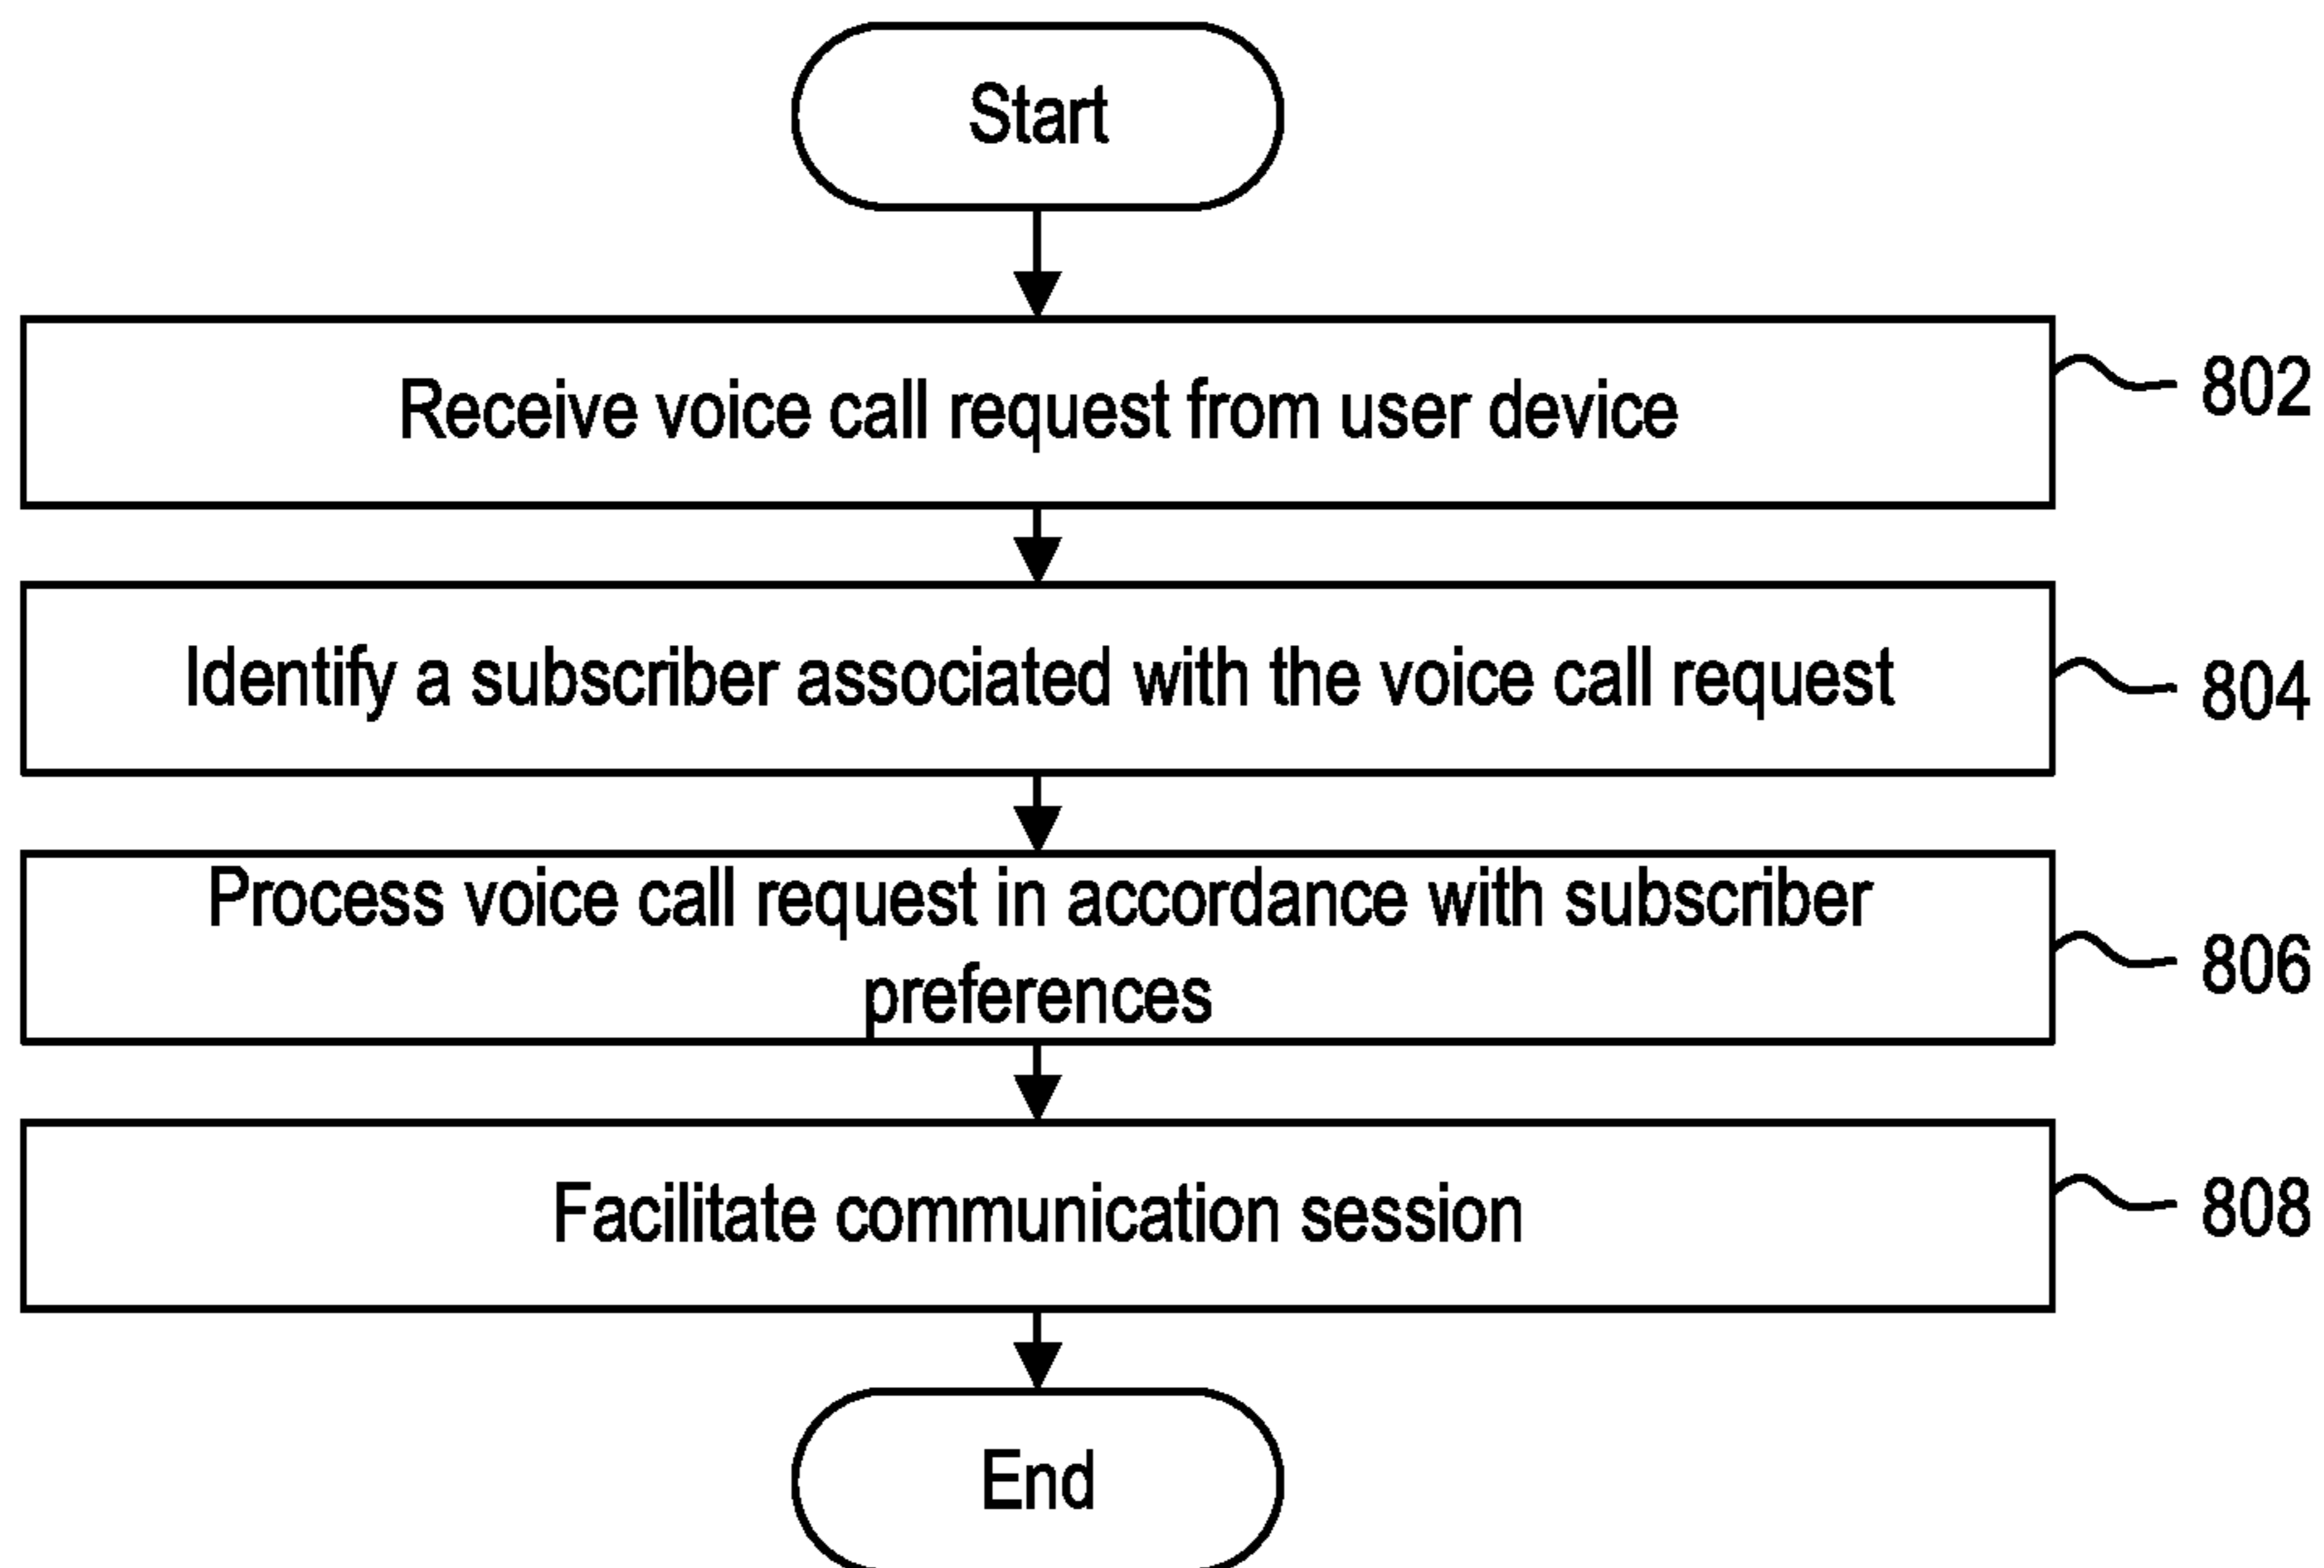 Start
Receive voice call request from user device
802
Identify a subscriber associated with the voice call request
804
Process voice call request in accordance with subscriber
preferences
806
Facilitate communication session
808
End